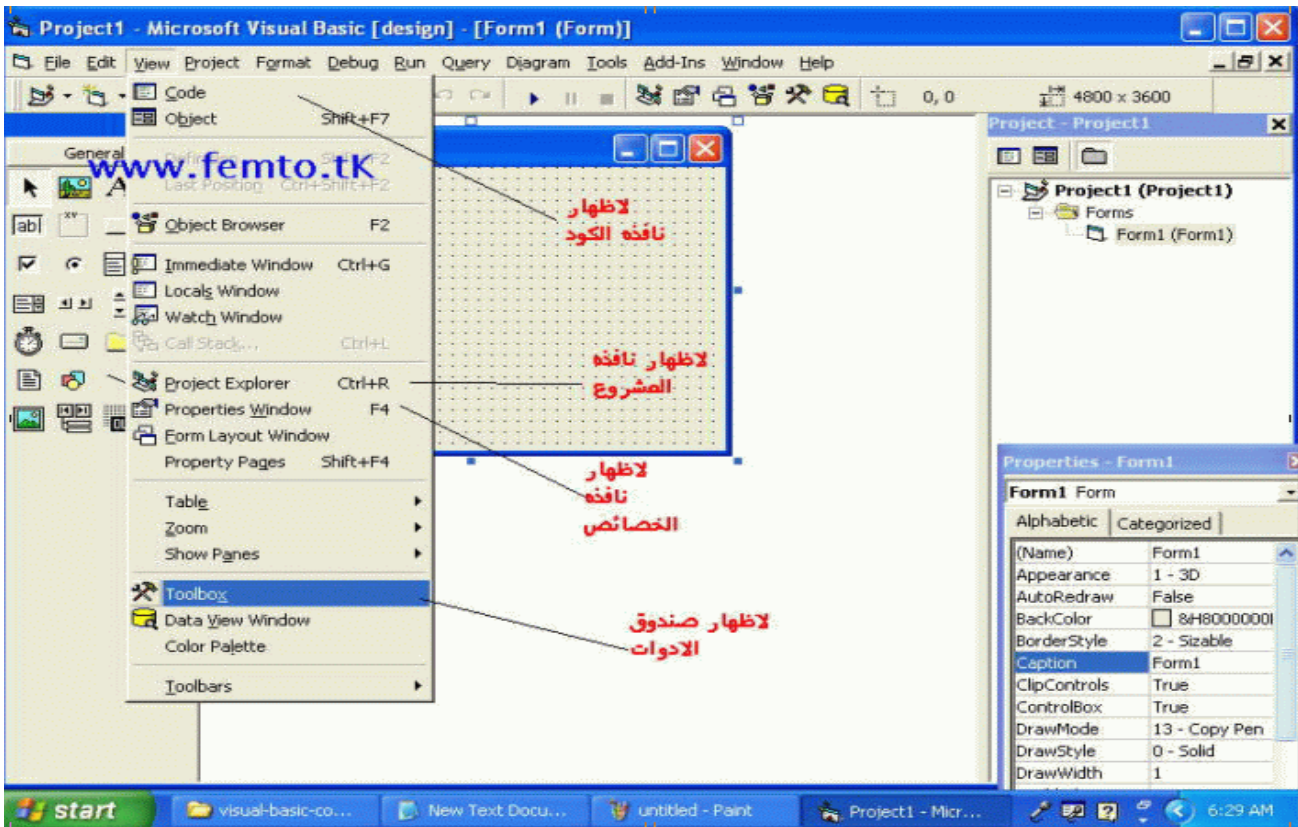 Project1 - Microsoft Visual Basic [design] - [Form1 (Form)]
File Edit View Project Format Debug Run Query Diagram Tools Add-Ins Window Help
0, 0
4800 x 3600
General
www.femto.tK
Code
Object Shift+F7
Shift+F2
Last Position Ctrl+Shift+F2
Object Browser F2
Immediate Window Ctrl+G
Locals Window
Watch Window
Call Stack... Ctrl+L
Project Explorer Ctrl+R
Properties Window F4
Form Layout Window
Property Pages Shift+F4
Table
Zoom
Show Panes
Toolbox
Data View Window
Color Palette
Toolbars
لاظهار
نافذه الكود
لاظهار نافذه
المشروع
لاظهار
نافذه
الخصائص
لاظهار صندوق
الادوات
Project - Project1
Project1 (Project1)
Forms
Form1 (Form1)
Properties - Form1
Form1 Form
Alphabetic Categorized
(Name) Form1
Appearance 1 - 3D
AutoRedraw False
BackColor &H8000000
BorderStyle 2 - Sizable
Caption Form1
ClipControls True
ControlBox True
DrawMode 13 - Copy Pen
DrawStyle 0 - Solid
DrawWidth 1
start visual-basic-co... New Text Docu... untitled - Paint Project1 - Micr... 6:29 AM